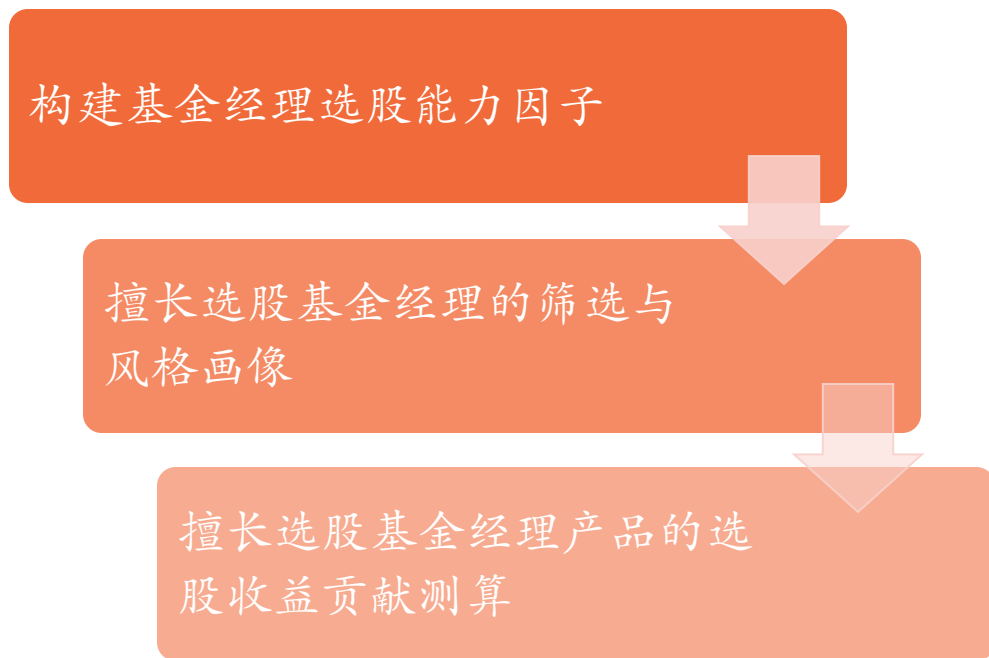 构建基金经理选股能力因子
擅长选股基金经理的筛选与
风格画像
擅长选股基金经理产品的选
股收益贡献测算